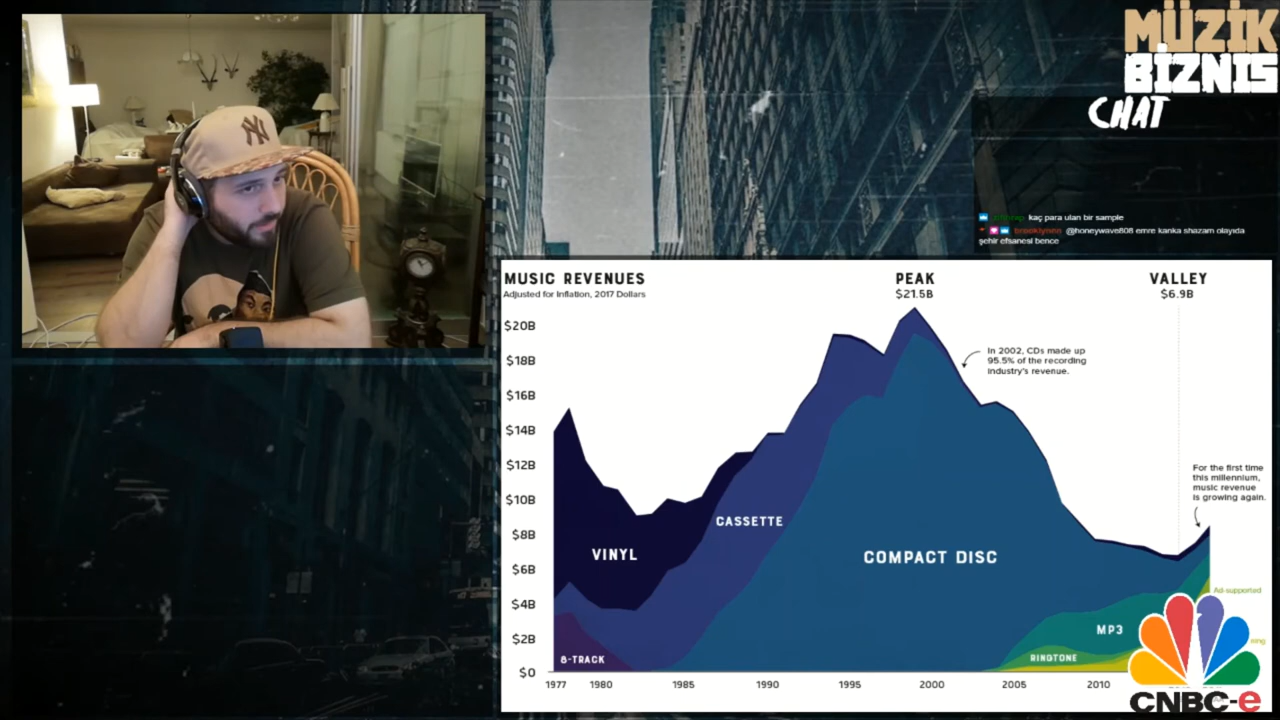 MÜZİK
BİZNIS
CHAT
kaç para ulan bir sample
brooklynnn @honeywave808 emre kanka shazam olayıda
şehir efsanesi bence
NY
MUSIC REVENUES
Adjusted for Inflation, 2017 Dollars
PEAK
$21.5B
VALLEY
$6.9B
$20B
$18B
$16B
$14B
$12B
$10B
$8B
$6B
$4B
$2B
$0
In 2002, CDs made up
95.5% of the recording
industry's revenue.
For the first time
this millennium,
music revenue
is growing again.
VINYL
CASSETTE
COMPACT DISC
8-TRACK
MP3
RINGTONE
Ad-supported
1977 1980 1985 1990 1995 2000 2005 2010
CNBC-e